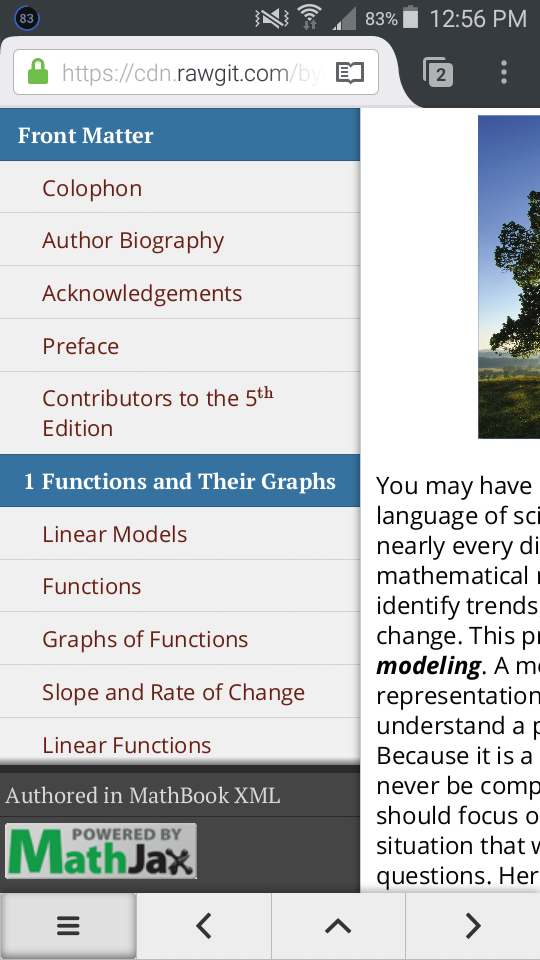 83
83%
12:56 PM
https://cdn.rawgit.com/by
2
Front Matter
Colophon
Author Biography
Acknowledgements
Preface
Contributors to the 5th
Edition
1 Functions and Their Graphs
Linear Models
Functions
Graphs of Functions
Slope and Rate of Change
Linear Functions
Authored in MathBook XML
POWERED BY
MathJax
You may have
language of sci
nearly every di
mathematical
identify trends
change. This pr
modeling. A mo
representation
understand a p
Because it is a
never be comp
should focus o
situation that w
questions. Her